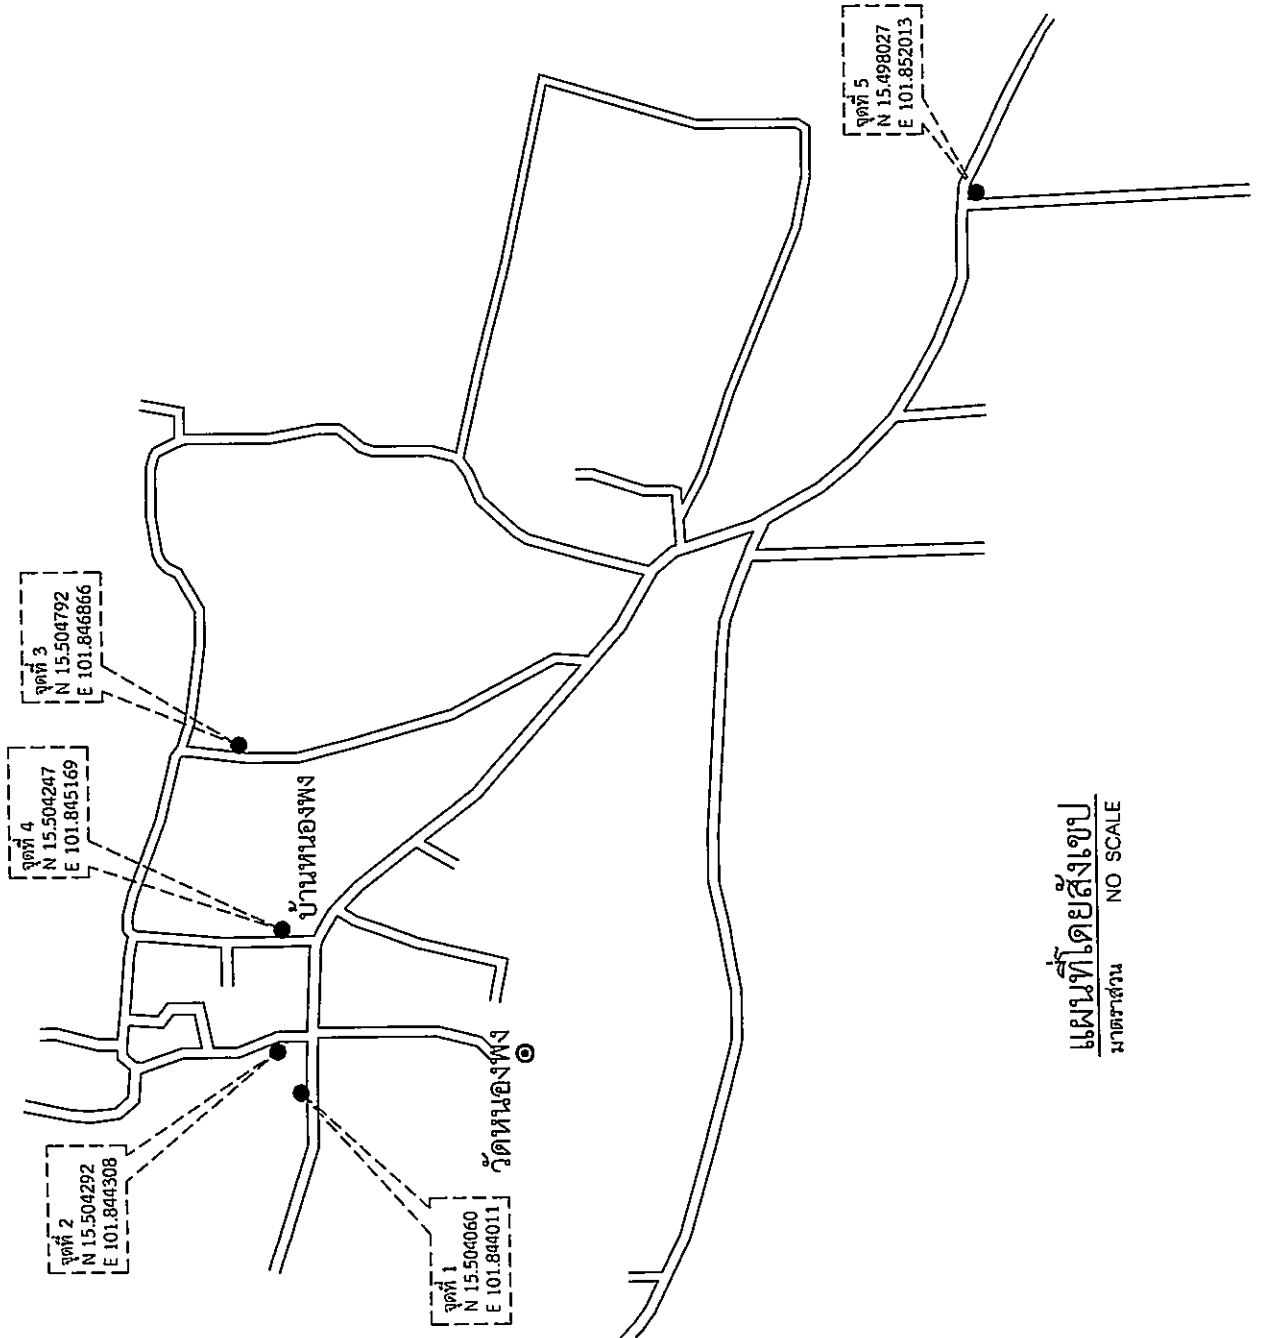 จุดที่ 2
N 15.504292
E 101.844308
จุดที่ 4
N 15.504247
E 101.845169
จุดที่ 3
N 15.504792
E 101.846866
จุดที่ 5
N 15.498027
E 101.852013
จุดที่ 1
N 15.504060
E 101.844011
บ้านหนองพง
วัดหนองพง
แผนที่โดยสังเขป
มาตราส่วน NO SCALE